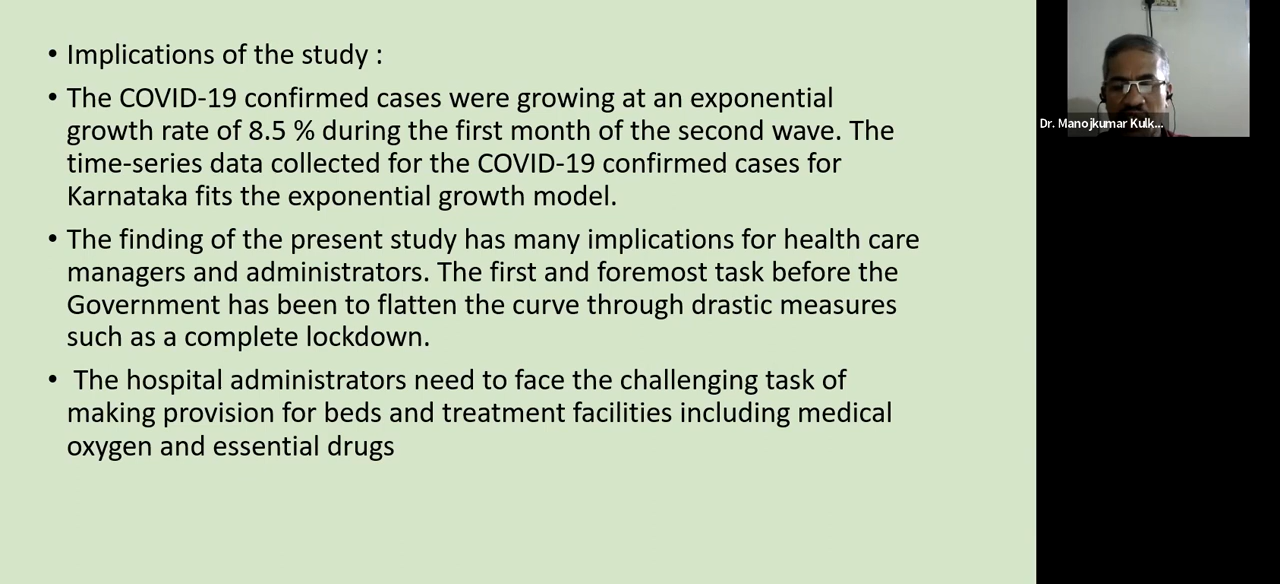 • Implications of the study :
• The COVID-19 confirmed cases were growing at an exponential
growth rate of 8.5 % during the first month of the second wave. The
time-series data collected for the COVID-19 confirmed cases for
Karnataka fits the exponential growth model.
• The finding of the present study has many implications for health care
managers and administrators. The first and foremost task before the
Government has been to flatten the curve through drastic measures
such as a complete lockdown.
• The hospital administrators need to face the challenging task of
making provision for beds and treatment facilities including medical
oxygen and essential drugs
Dr. Manojkumar Kulk...